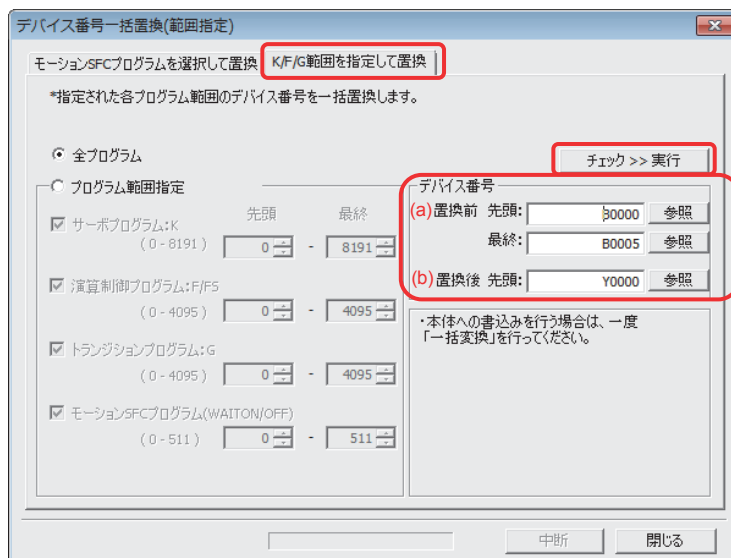 デバイス番号一括置換(範囲指定)
モーションSFCプログラムを選択して置換 K/F/G範囲を指定して置換
*指定された各プログラム範囲のデバイス番号を一括置換します。
全プログラム
チェック >> 実行
プログラム範囲指定
デバイス番号
先頭 最終
(a)置換前 先頭: B0000 参照
サーボプログラム:K
(0-8191) 0 - 8191
最終: B0005 参照
(b)置換後 先頭: Y0000 参照
演算制御プログラム:F/FS
(0-4095) 0 - 4095
・本体への書込みを行う場合は、一度
「一括変換」を行ってください。
トランジションプログラム:G
(0-4095) 0 - 4095
モーションSFCプログラム(WAITON/OFF)
(0-511) 0 - 511
中断 閉じる